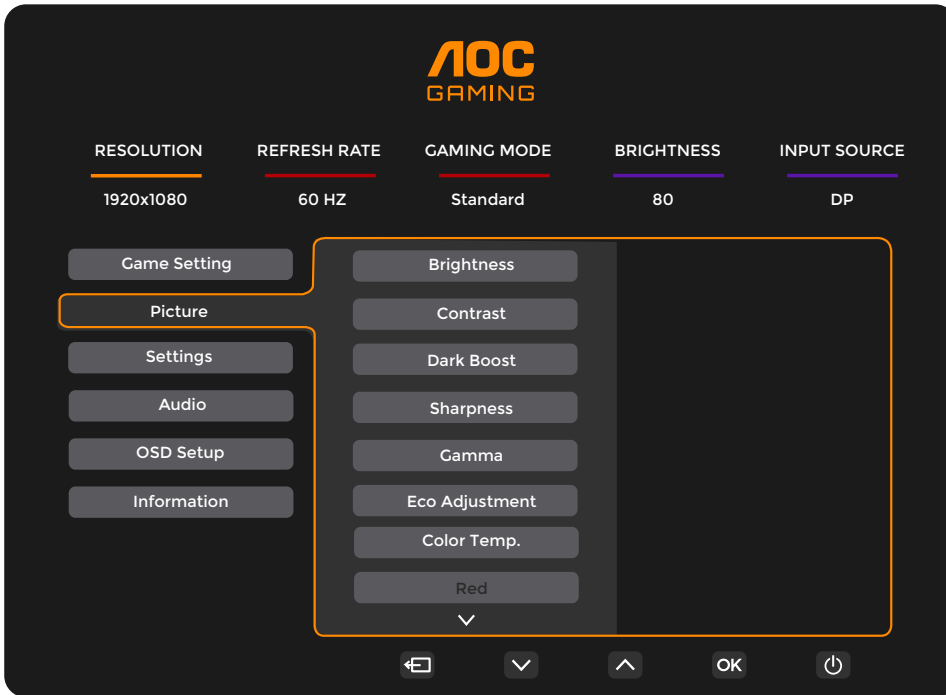 AOC
GAMING
RESOLUTION REFRESH RATE GAMING MODE BRIGHTNESS INPUT SOURCE
1920x1080 60 HZ Standard 80 DP
Game Setting
Picture
Settings
Audio
OSD Setup
Information
Brightness
Contrast
Dark Boost
Sharpness
Gamma
Eco Adjustment
Color Temp.
Red
OK